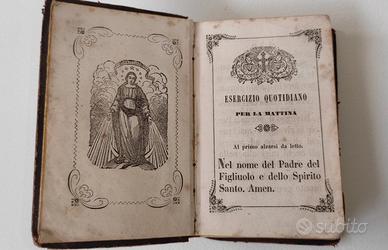 ESERCIZIO QUOTIDIANO
PER LA MATTINA
Al primo alzarsi da letto.
Nel nome del Padre del
Figliuolo e dello Spirito
Santo. Amen.
subito